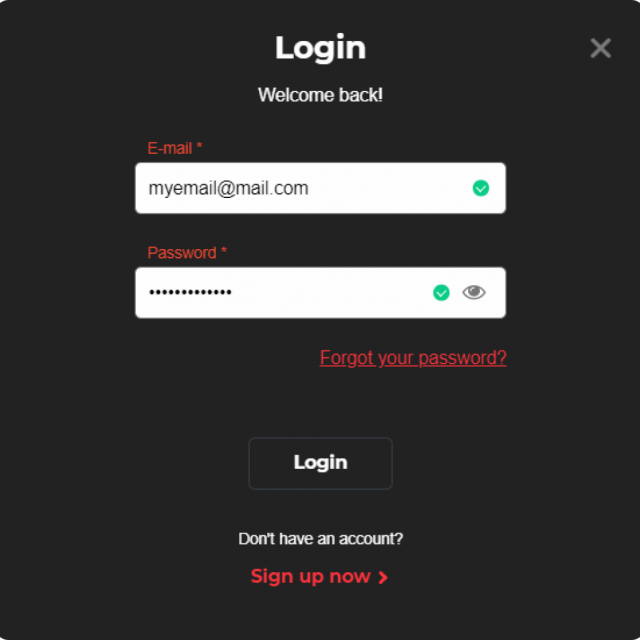 Login
Welcome back!
E-mail *
myemail@mail.com
Password *
•••••••••••••
Forgot your password?
Login
Don't have an account?
Sign up now